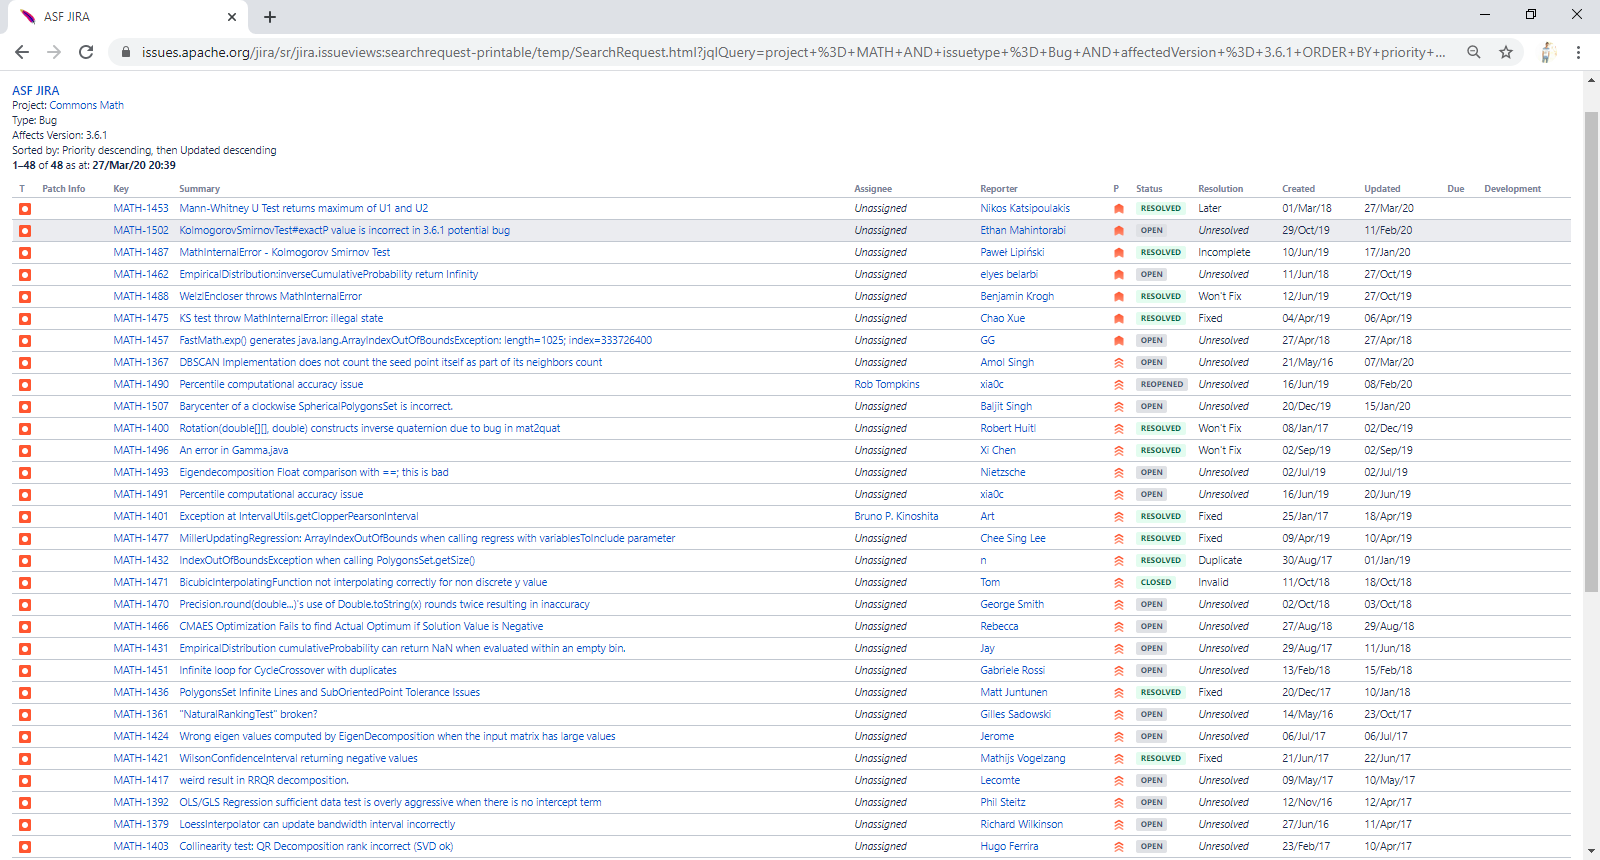 ASF JIRA
issues.apache.org/jira/sr/jira.issueviews:searchrequest-printable/temp/SearchRequest.html?jqlQuery=project+%3D+MATH+AND+issuetype+%3D+Bug+AND+affectedVersion+%3D+3.6.1+ORDER+BY+priority+...
ASF JIRA
Project: Commons Math
Type: Bug
Affects Version: 3.6.1
Sorted by: Priority descending, then Updated descending
1–48 of 48 as at: 27/Mar/20 20:39
T Patch Info Key Summary Assignee Reporter P Status Resolution Created Updated Due Development
MATH-1453 Mann-Whitney U Test returns maximum of U1 and U2 Unassigned Nikos Katsipoulakis RESOLVED Later 01/Mar/18 27/Mar/20
MATH-1502 KolmogorovSmirnovTest#exactP value is incorrect in 3.6.1 potential bug Unassigned Ethan Mahintorabi OPEN Unresolved 29/Oct/19 11/Feb/20
MATH-1487 MathInternalError - Kolmogorov Smirnov Test Unassigned Paweł Lipiński RESOLVED Incomplete 10/Jun/19 17/Jan/20
MATH-1462 EmpiricalDistribution:inverseCumulativeProbability return Infinity Unassigned elyes belarbi OPEN Unresolved 11/Jun/18 27/Oct/19
MATH-1488 WelzlEncloser throws MathInternalError Unassigned Benjamin Krogh RESOLVED Won't Fix 12/Jun/19 27/Oct/19
MATH-1475 KS test throw MathInternalError: illegal state Unassigned Chao Xue RESOLVED Fixed 04/Apr/19 06/Apr/19
MATH-1457 FastMath.exp() generates java.lang.ArrayIndexOutOfBoundsException: length=1025; index=333726400 Unassigned GG OPEN Unresolved 27/Apr/18 27/Apr/18
MATH-1367 DBSCAN Implementation does not count the seed point itself as part of its neighbors count Unassigned Amol Singh OPEN Unresolved 21/May/16 07/Mar/20
MATH-1490 Percentile computational accuracy issue Rob Tompkins xia0c REOPENED Unresolved 16/Jun/19 08/Feb/20
MATH-1507 Barycenter of a clockwise SphericalPolygonsSet is incorrect. Unassigned Baljit Singh OPEN Unresolved 20/Dec/19 15/Jan/20
MATH-1400 Rotation(double[][], double) constructs inverse quaternion due to bug in mat2quat Unassigned Robert Huitl RESOLVED Won't Fix 08/Jan/17 02/Dec/19
MATH-1496 An error in Gamma.java Unassigned Xi Chen RESOLVED Won't Fix 02/Sep/19 02/Sep/19
MATH-1493 Eigendecomposition Float comparison with ==; this is bad Unassigned Nietzsche OPEN Unresolved 02/Jul/19 02/Jul/19
MATH-1491 Percentile computational accuracy issue Unassigned xia0c OPEN Unresolved 16/Jun/19 20/Jun/19
MATH-1401 Exception at IntervalUtils.getClopperPearsonInterval Bruno P. Kinoshita Art RESOLVED Fixed 25/Jan/17 18/Apr/19
MATH-1477 MillerUpdatingRegression: ArrayIndexOutOfBounds when calling regress with variablesToInclude parameter Unassigned Chee Sing Lee RESOLVED Fixed 09/Apr/19 10/Apr/19
MATH-1432 IndexOutOfBoundsException when calling PolygonsSet.getSize() Unassigned n RESOLVED Duplicate 30/Aug/17 01/Jan/19
MATH-1471 BicubicInterpolatingFunction not interpolating correctly for non discrete y value Unassigned Tom CLOSED Invalid 11/Oct/18 18/Oct/18
MATH-1470 Precision.round(double...)'s use of Double.toString(x) rounds twice resulting in inaccuracy Unassigned George Smith OPEN Unresolved 02/Oct/18 03/Oct/18
MATH-1466 CMAES Optimization Fails to find Actual Optimum if Solution Value is Negative Unassigned Rebecca OPEN Unresolved 27/Aug/18 29/Aug/18
MATH-1431 EmpiricalDistribution cumulativeProbability can return NaN when evaluated within an empty bin. Unassigned Jay OPEN Unresolved 29/Aug/17 11/Jun/18
MATH-1451 Infinite loop for CycleCrossover with duplicates Unassigned Gabriele Rossi OPEN Unresolved 13/Feb/18 15/Feb/18
MATH-1436 PolygonsSet Infinite Lines and SubOrientedPoint Tolerance Issues Unassigned Matt Juntunen RESOLVED Fixed 20/Dec/17 10/Jan/18
MATH-1361 "NaturalRankingTest" broken? Unassigned Gilles Sadowski OPEN Unresolved 14/May/16 23/Oct/17
MATH-1424 Wrong eigen values computed by EigenDecomposition when the input matrix has large values Unassigned Jerome OPEN Unresolved 06/Jul/17 06/Jul/17
MATH-1421 WilsonConfidenceInterval returning negative values Unassigned Mathijs Vogelzang RESOLVED Fixed 21/Jun/17 22/Jun/17
MATH-1417 weird result in RRQR decomposition. Unassigned Lecomte OPEN Unresolved 09/May/17 10/May/17
MATH-1392 OLS/GLS Regression sufficient data test is overly aggressive when there is no intercept term Unassigned Phil Steitz OPEN Unresolved 12/Nov/16 12/Apr/17
MATH-1379 LoessInterpolator can update bandwidth interval incorrectly Unassigned Richard Wilkinson OPEN Unresolved 27/Jun/16 11/Apr/17
MATH-1403 Collinearity test: QR Decomposition rank incorrect (SVD ok) Unassigned Hugo Ferrira OPEN Unresolved 23/Feb/17 10/Apr/17